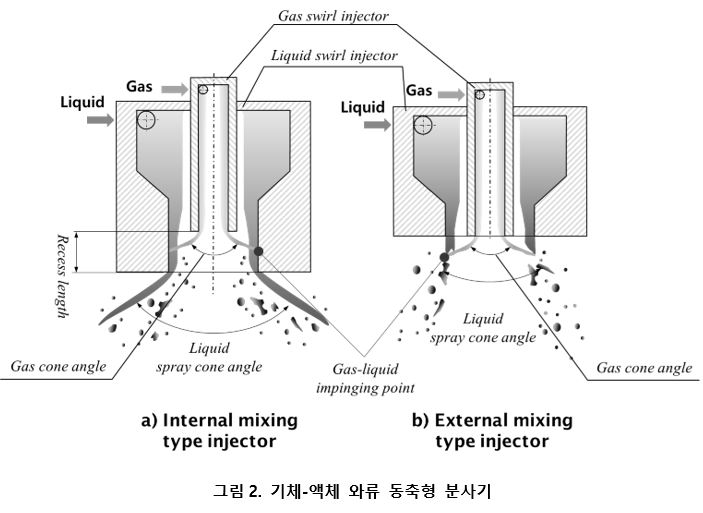 Gas swirl injector
Liquid swirl injector
Gas
Liquid
Gas
Liquid
Recess length
Gas cone angle
Liquid
spray cone angle
Gas-liquid
impinging point
Liquid
spray cone angle
Gas cone angle
a) Internal mixing
type injector
b) External mixing
type injector
그림 2. 기체-액체 와류 동축형 분사기